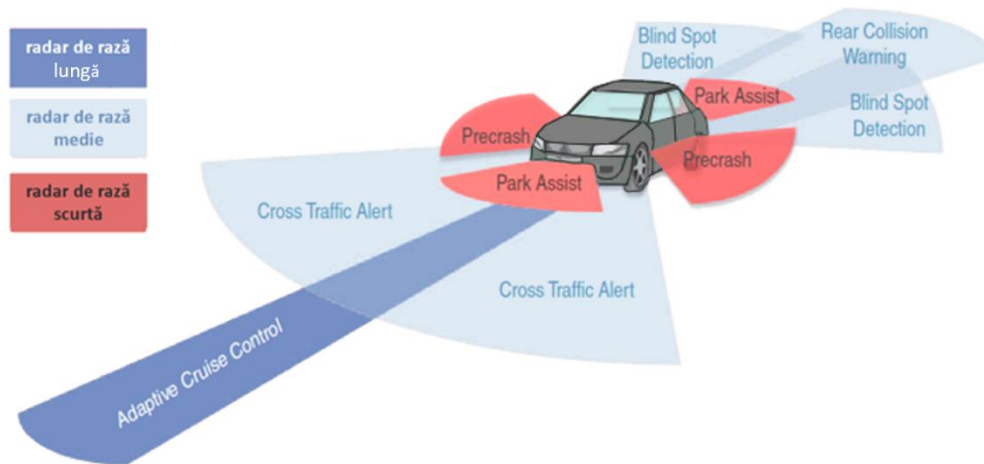 radar de rază
lungă
radar de rază
medie
radar de rază
scurtă
Blind Spot
Detection
Rear Collision
Warning
Park Assist
Blind Spot
Detection
Precrash
Precrash
Park Assist
Cross Traffic Alert
Cross Traffic Alert
Adaptive Cruise Control